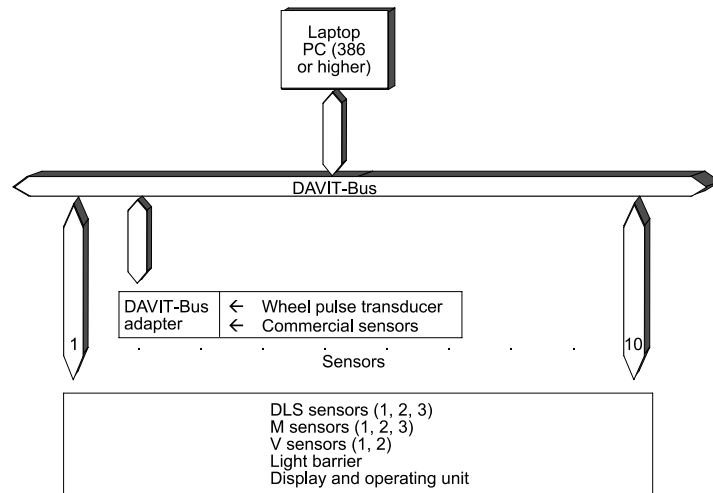 Laptop
PC (386
or higher)
DAVIT-Bus
DAVIT-Bus
adapter
← Wheel pulse transducer
← Commercial sensors
1
10
Sensors
DLS sensors (1, 2, 3)
M sensors (1, 2, 3)
V sensors (1, 2)
Light barrier
Display and operating unit